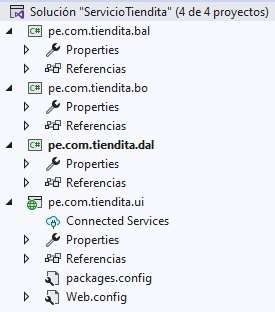 Solución "ServicioTiendita" (4 de 4 proyectos)
C# pe.com.tiendita.bal
Properties
Referencias
C# pe.com.tiendita.bo
Properties
Referencias
C# pe.com.tiendita.dal
Properties
Referencias
pe.com.tiendita.ui
Connected Services
Properties
Referencias
packages.config
Web.config